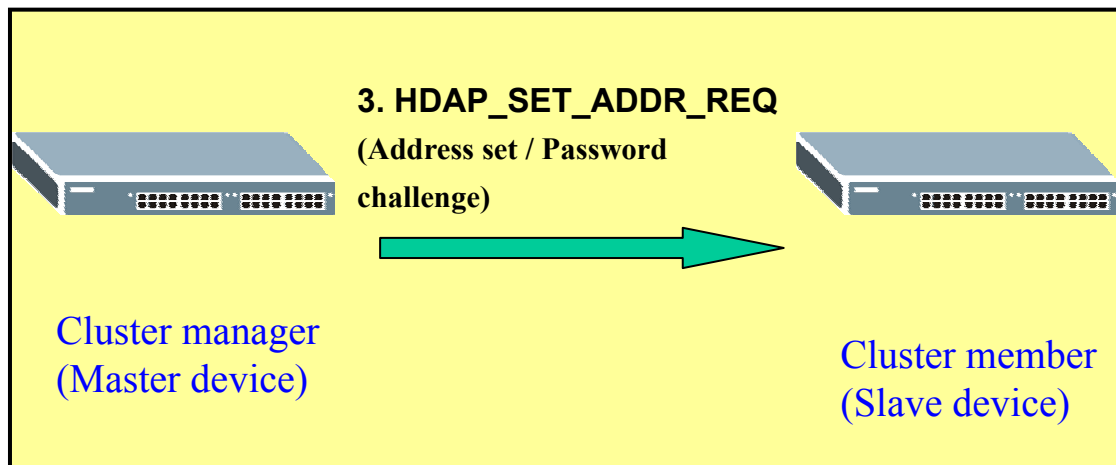 3. HDAP_SET_ADDR_REQ
(Address set / Password
challenge)
Cluster manager
(Master device)
Cluster member
(Slave device)